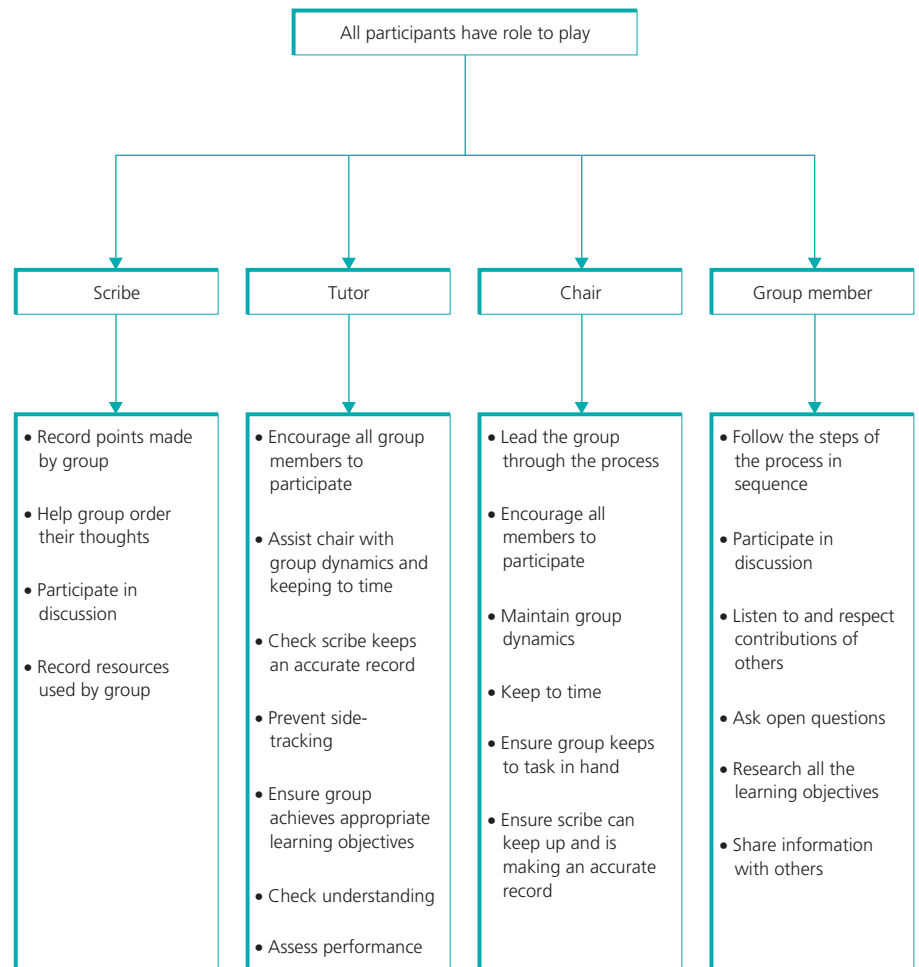 All participants have role to play
Scribe
Tutor
Chair
Group member
• Record points made
by group
• Help group order
their thoughts
• Participate in
discussion
• Record resources
used by group
• Encourage all group
members to
participate
• Assist chair with
group dynamics and
keeping to time
• Check scribe keeps
an accurate record
• Prevent side-
tracking
• Ensure group
achieves appropriate
learning objectives
• Check understanding
• Assess performance
• Lead the group
through the process
• Encourage all
members to
participate
• Maintain group
dynamics
• Keep to time
• Ensure group keeps
to task in hand
• Ensure scribe can
keep up and is
making an accurate
record
• Follow the steps of
the process in
sequence
• Participate in
discussion
• Listen to and respect
contributions of
others
• Ask open questions
• Research all the
learning objectives
• Share information
with others